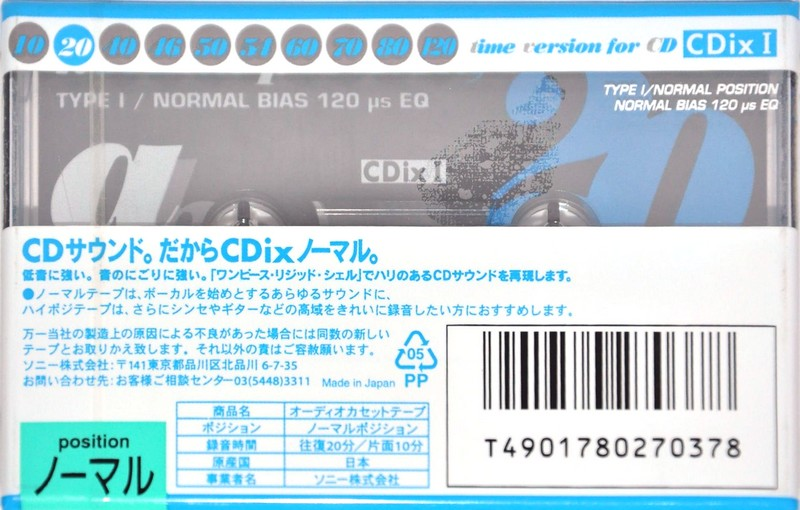 10 20 40 46 50 54 60 70 80 120 time version for CD CDix I
TYPE I/NORMAL POSITION
NORMAL BIAS 120 μs EQ
TYPE I / NORMAL BIAS 120 μs EQ
a
20
CDix I
CDサウンド。だからCDixノーマル。
低音に強い。音のにごりに強い。「ワンピース・リジッド・シェル」でハリのあるCDサウンドを再現します。
●ノーマルテープは、ボーカルを始めとするあらゆるサウンドに、
ハイポジテープは、さらにシンセやギターなどの高域をきれいに録音したい方におすすめします。
万一当社の製造上の原因による不良があった場合には同数の新しい
テープとお取りかえ致します。それ以外の責はご容赦願います。
ソニー株式会社：〒141東京都品川区北品川 6-7-35
お問い合わせ先：お客様ご相談センター03(5448)3311 Made in Japan
05
PP
商品名 オーディオカセットテープ
ポジション ノーマルポジション
録音時間 往復20分／片面10分
原産国 日本
事業者名 ソニー株式会社
T4901780270378
position
ノーマル